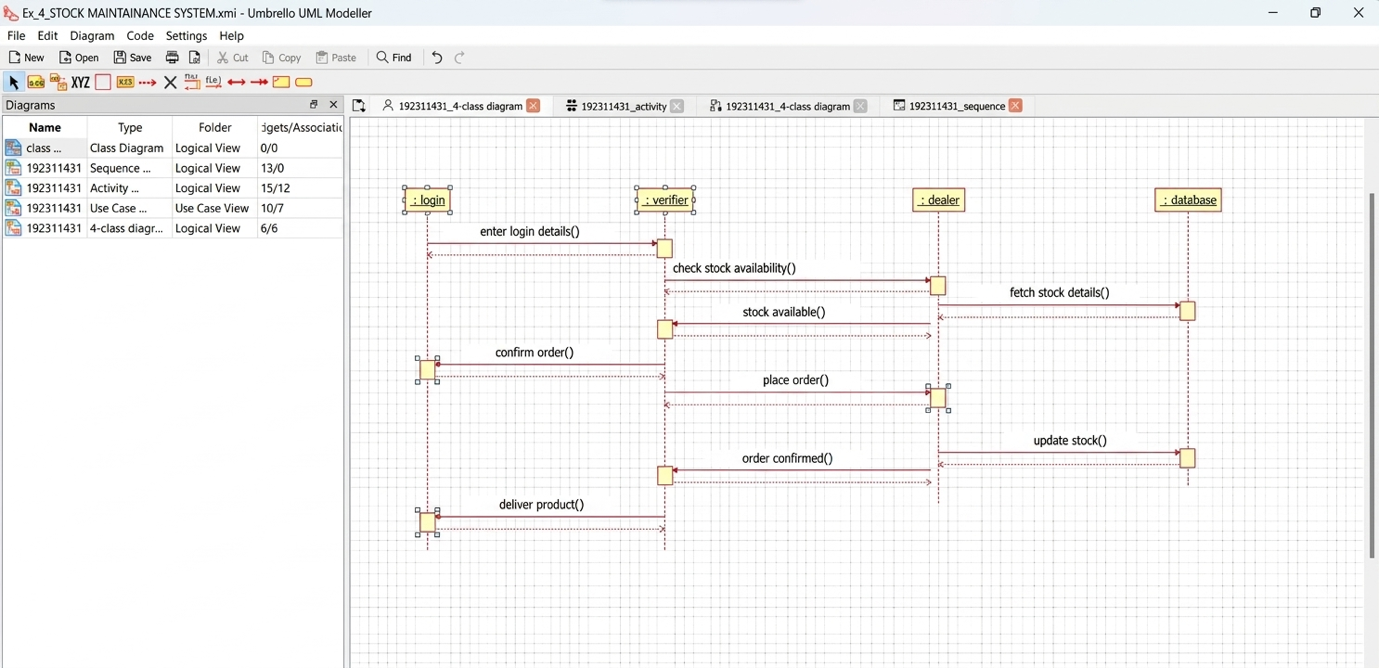 Ex_4_STOCK MAINTAINANCE SYSTEM.xmi - Umbrello UML Modeller
File Edit Diagram Code Settings Help
New Open Save Cut Copy Paste Find
XYZ
Diagrams
192311431_4-class diagram 192311431_activity 192311431_4-class diagram 192311431_sequence
Name Type Folder :igets/Associatic
class ... Class Diagram Logical View 0/0
192311431 Sequence ... Logical View 13/0
192311431 Activity ... Logical View 15/12
192311431 Use Case ... Use Case View 10/7
192311431 4-class diagr... Logical View 6/6
: login : verifier : dealer : database
enter login details()
check stock availability()
fetch stock details()
stock available()
confirm order()
place order()
update stock()
order confirmed()
deliver product()